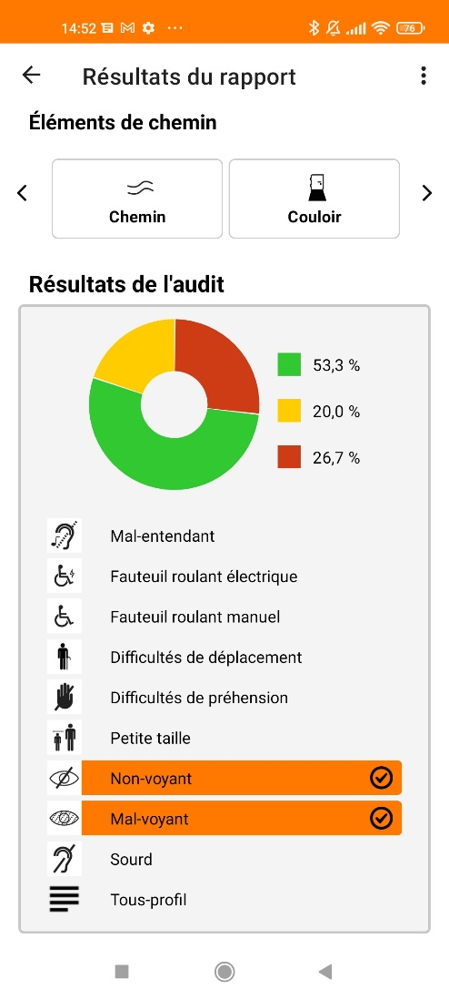 14:52
76
Résultats du rapport
Éléments de chemin
Chemin
Couloir
Résultats de l'audit
53,3 %
20,0 %
26,7 %
Mal-entendant
Fauteuil roulant électrique
Fauteuil roulant manuel
Difficultés de déplacement
Difficultés de préhension
Petite taille
Non-voyant
Mal-voyant
Sourd
Tous-profil